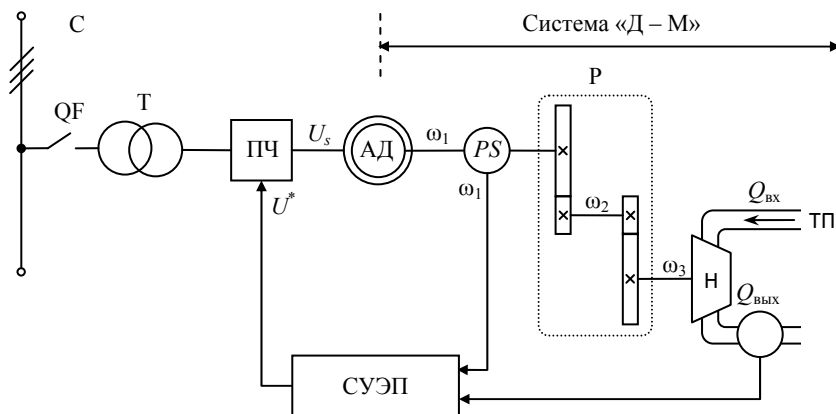 С
Система «Д – М»
Р
QF
Т
ПЧ
U_s
АД
ω₁
PS
ω₁
U*
ω₂
Q_вх
ТП
ω₃
Н
Q_вых
СУЭП